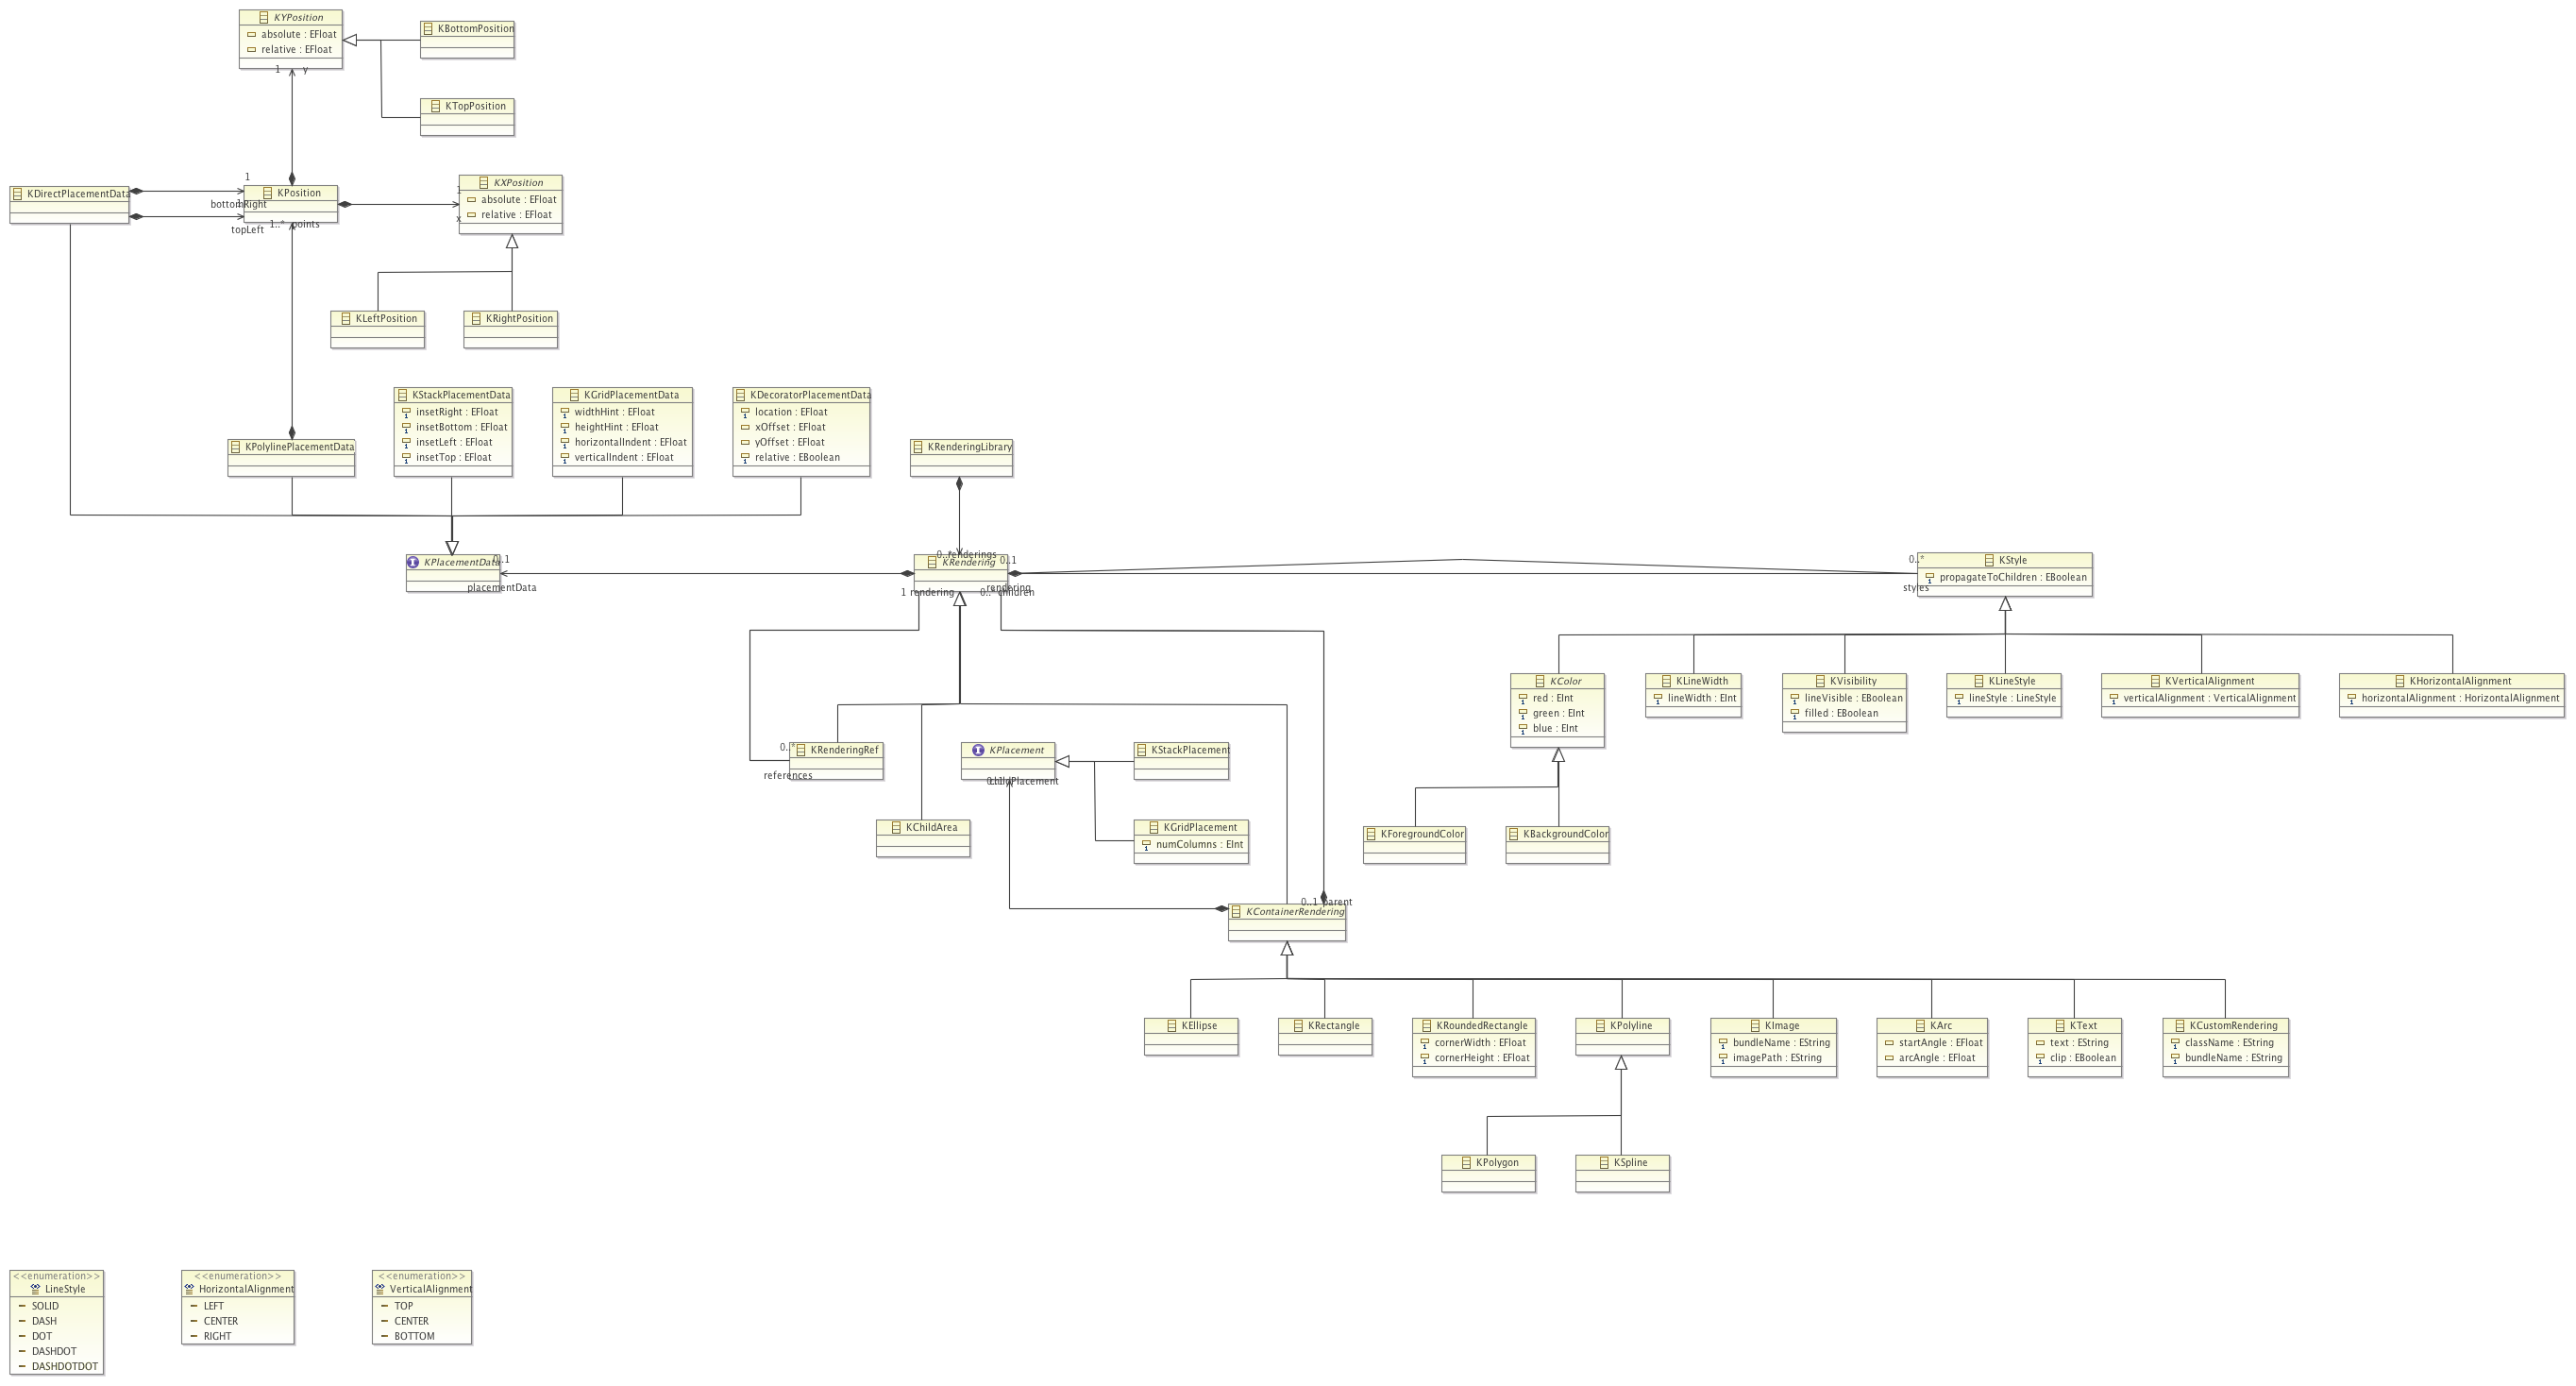 KYPosition
absolute : EFloat
relative : EFloat
1
y
KBottomPosition
KTopPosition
KDirectPlacementData
1
bottomRight
1
topLeft
KPosition
1..*
points
KXPosition
absolute : EFloat
relative : EFloat
1
x
KLeftPosition
KRightPosition
KPolylinePlacementData
KStackPlacementData
insetRight : EFloat
insetBottom : EFloat
insetLeft : EFloat
insetTop : EFloat
KGridPlacementData
widthHint : EFloat
heightHint : EFloat
horizontalIndent : EFloat
verticalIndent : EFloat
KDecoratorPlacementData
location : EFloat
xOffset : EFloat
yOffset : EFloat
relative : EBoolean
KRenderingLibrary
KPlacementData
0..1
placementData
0..*
renderings
KRendering
0..1
rendering
1 rendering
0..* children
0..*
styles
KStyle
propagateToChildren : EBoolean
KColor
red : EInt
green : EInt
blue : EInt
KLineWidth
lineWidth : EInt
KVisibility
lineVisible : EBoolean
filled : EBoolean
KLineStyle
lineStyle : LineStyle
KVerticalAlignment
verticalAlignment : VerticalAlignment
KHorizontalAlignment
horizontalAlignment : HorizontalAlignment
0..*
references
KRenderingRef
KPlacement
0..1
childPlacement
KStackPlacement
KChildArea
KGridPlacement
numColumns : EInt
KForegroundColor
KBackgroundColor
0..1 parent
KContainerRendering
KEllipse
KRectangle
KRoundedRectangle
cornerWidth : EFloat
cornerHeight : EFloat
KPolyline
KImage
bundleName : EString
imagePath : EString
KArc
startAngle : EFloat
arcAngle : EFloat
KText
text : EString
clip : EBoolean
KCustomRendering
className : EString
bundleName : EString
KPolygon
KSpline
<<enumeration>>
LineStyle
SOLID
DASH
DOT
DASHDOT
DASHDOTDOT
<<enumeration>>
HorizontalAlignment
LEFT
CENTER
RIGHT
<<enumeration>>
VerticalAlignment
TOP
CENTER
BOTTOM